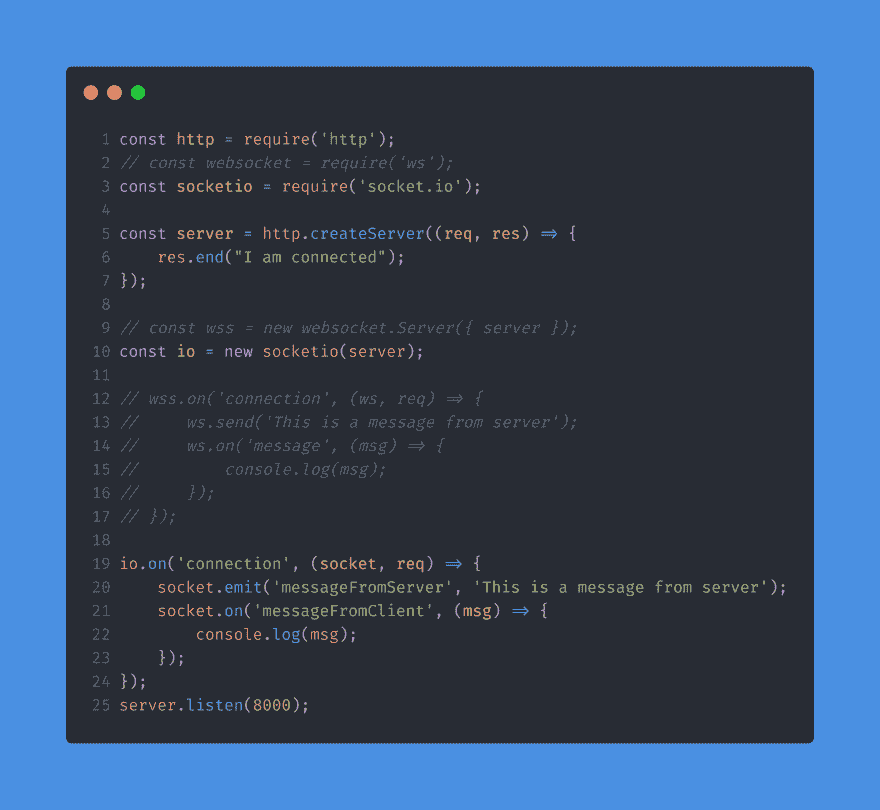 1 const http = require('http');
2 // const websocket = require('ws');
3 const socketio = require('socket.io');
4
5 const server = http.createServer((req, res) => {
6     res.end("I am connected");
7 });
8
9 // const wss = new websocket.Server({ server });
10 const io = new socketio(server);
11
12 // wss.on('connection', (ws, req) => {
13 //     ws.send('This is a message from server');
14 //     ws.on('message', (msg) => {
15 //         console.log(msg);
16 //     });
17 // });
18
19 io.on('connection', (socket, req) => {
20     socket.emit('messageFromServer', 'This is a message from server');
21     socket.on('messageFromClient', (msg) => {
22         console.log(msg);
23     });
24 });
25 server.listen(8000);